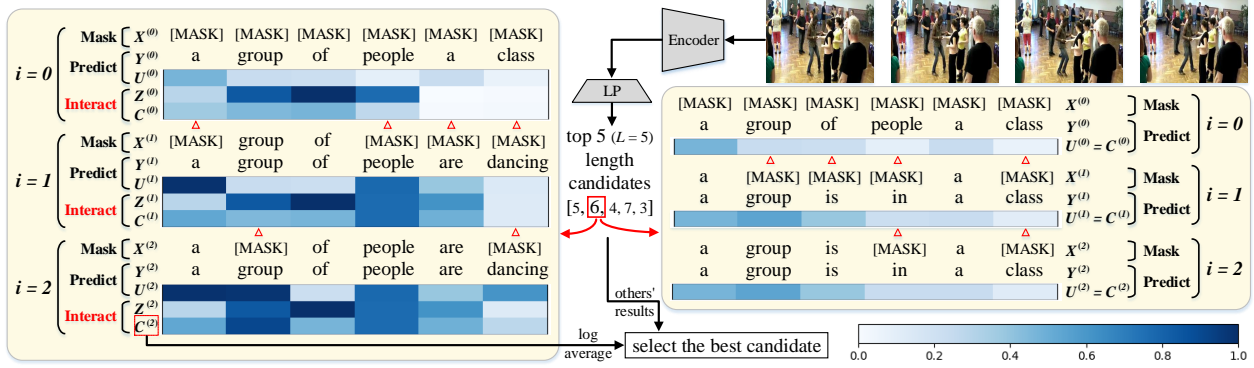 i = 0
Mask X(0) [MASK] [MASK] [MASK] [MASK] [MASK] [MASK]
Predict Y(0) a group of people a class
U(0)
Interact Z(0)
C(0)
i = 1
Mask X(1) [MASK] group of [MASK] [MASK] [MASK]
Predict Y(1) a group of people are dancing
U(1)
Interact Z(1)
C(1)
i = 2
Mask X(2) a [MASK] of people are [MASK]
Predict Y(2) a group of people are dancing
U(2)
Interact Z(2)
C(2)
Encoder
LP
top 5 (L = 5)
length
candidates
[5, 6, 4, 7, 3]
others'
results
log
average
select the best candidate
[MASK] [MASK] [MASK] [MASK] [MASK] [MASK] X(0) Mask
a group of people a class Y(0) Predict
U(0) = C(0)
i = 0
a [MASK] [MASK] [MASK] a [MASK] X(1) Mask
a group is in a class Y(1) Predict
U(1) = C(1)
i = 1
a group is [MASK] a [MASK] X(2) Mask
a group is in a class Y(2) Predict
U(2) = C(2)
i = 2
0.0 0.2 0.4 0.6 0.8 1.0